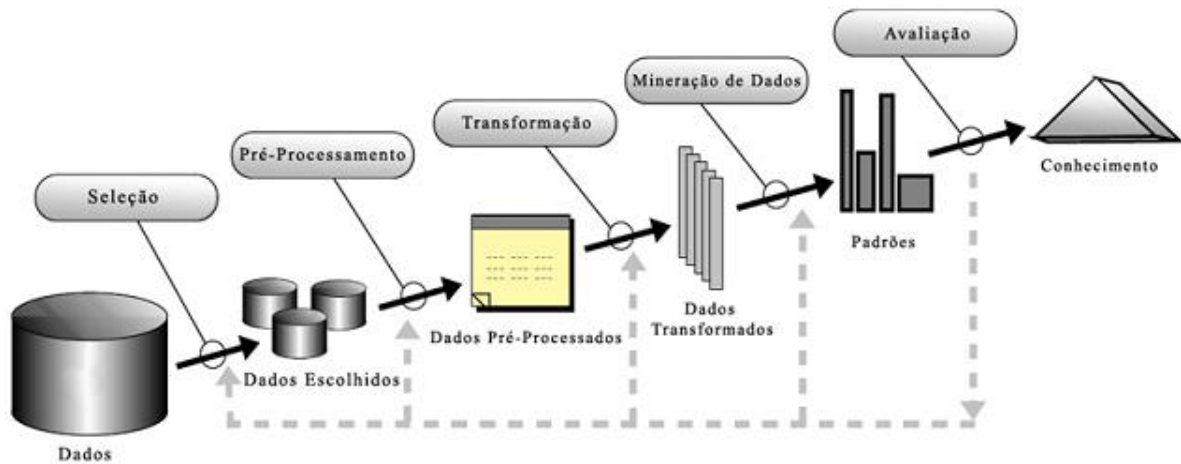 Seleção
Dados
Pré-Processamento
Dados Escolhidos
Transformação
Dados Pré-Processados
Mineração de Dados
Dados
Transformados
Avaliação
Padrões
Conhecimento